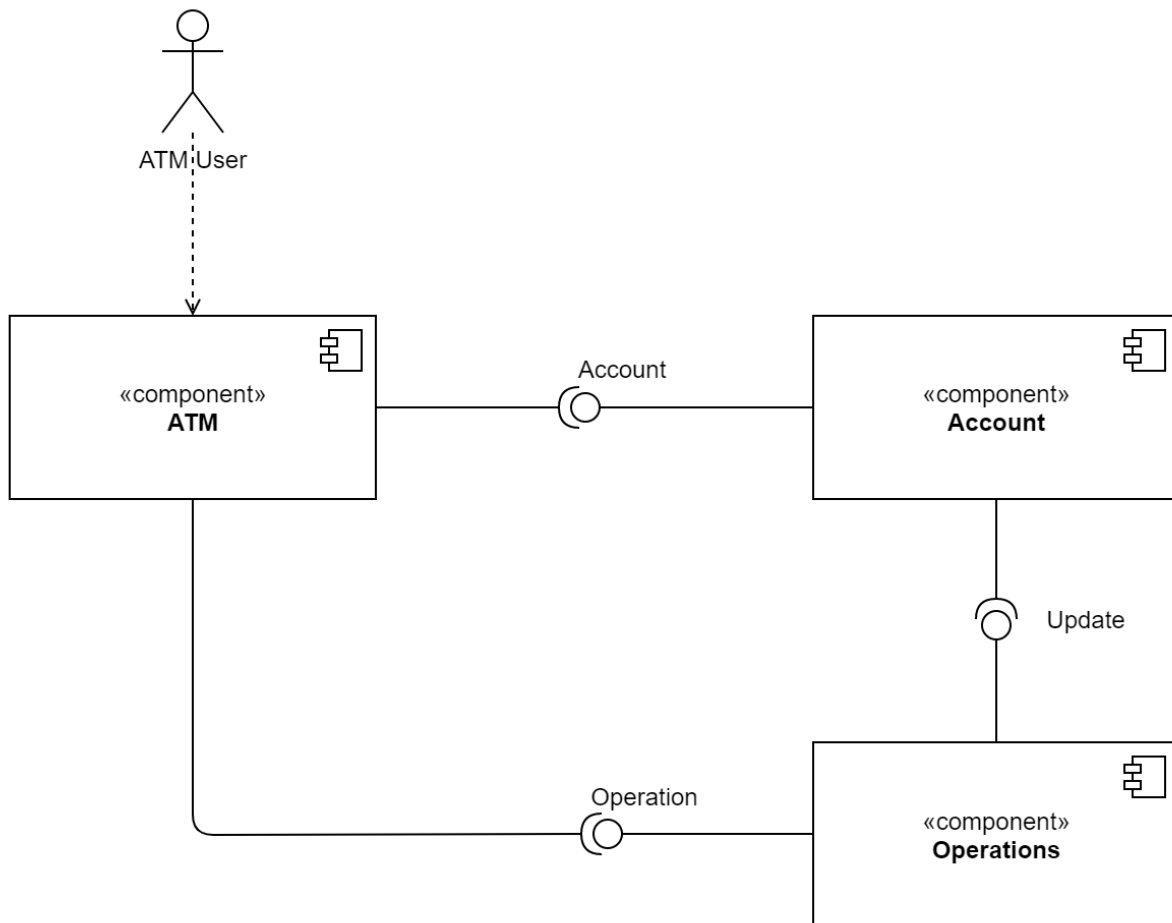 ATM User
«component»
ATM
Account
«component»
Account
Update
Operation
«component»
Operations